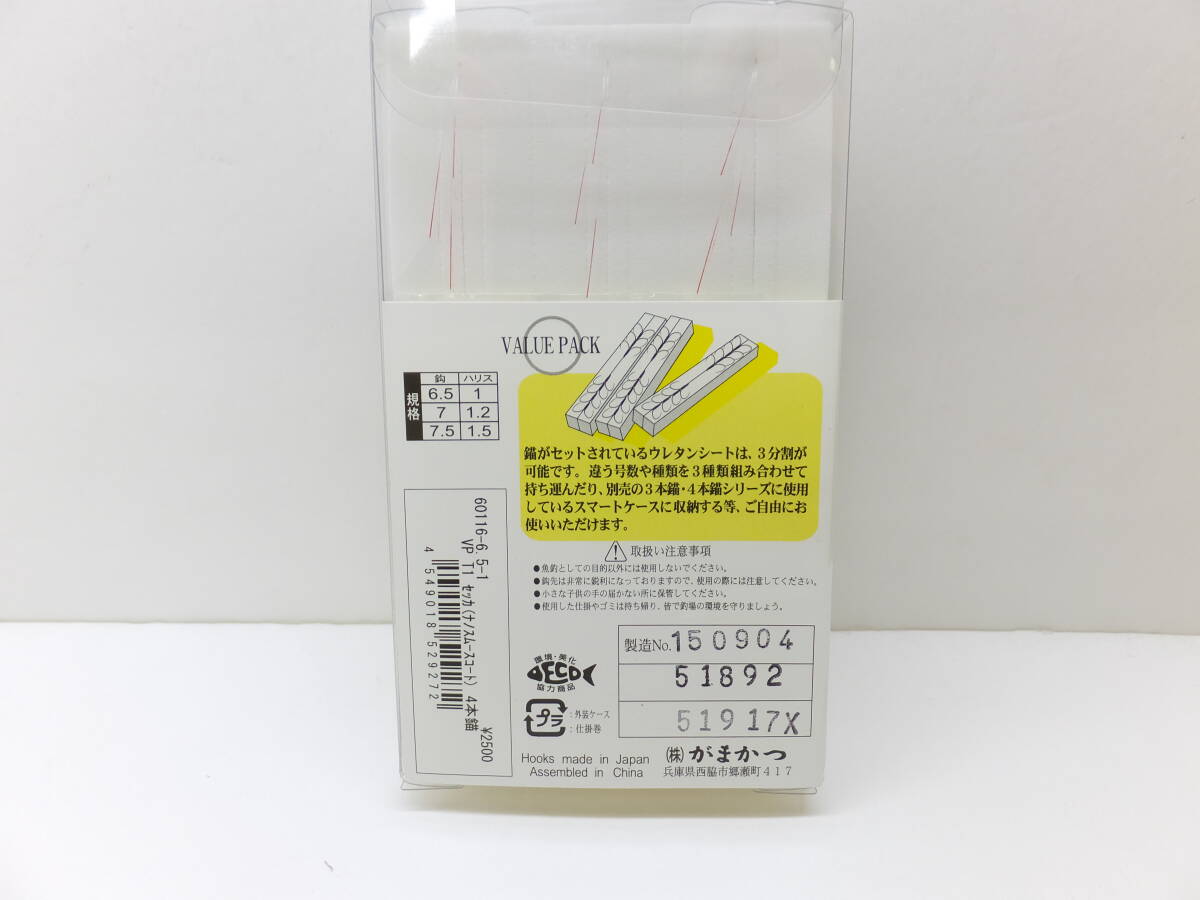 VALUE PACK
規格
鈎 ハリス
6.5 1
7 1.2
7.5 1.5
錨がセットされているウレタンシートは、3分割が
可能です。違う号数や種類を3種類組み合わせて
持ち運んだり、別売の3本錨・4本錨シリーズに使用
しているスマートケースに収納する等、ご自由にお
使いいただけます。
取扱い注意事項
●魚釣としての目的以外には使用しないでください。
●鈎先は非常に鋭利になっておりますので、使用の際には注意してください。
●小さな子供の手の届かない所に保管してください。
●使用した仕掛やゴミは持ち帰り、皆で釣場の環境を守りましょう。
60116-6.5-1
VP T1 セッカ(ナノスムースコート) 4本錨
¥2500
4 549018 529272
環境・美化
ECO
協力商品
プラ
:外装ケース
:仕掛巻
製造No.150904
51892
51917X
Hooks made in Japan
Assembled in China
㈱がまかつ
兵庫県西脇市郷瀬町417